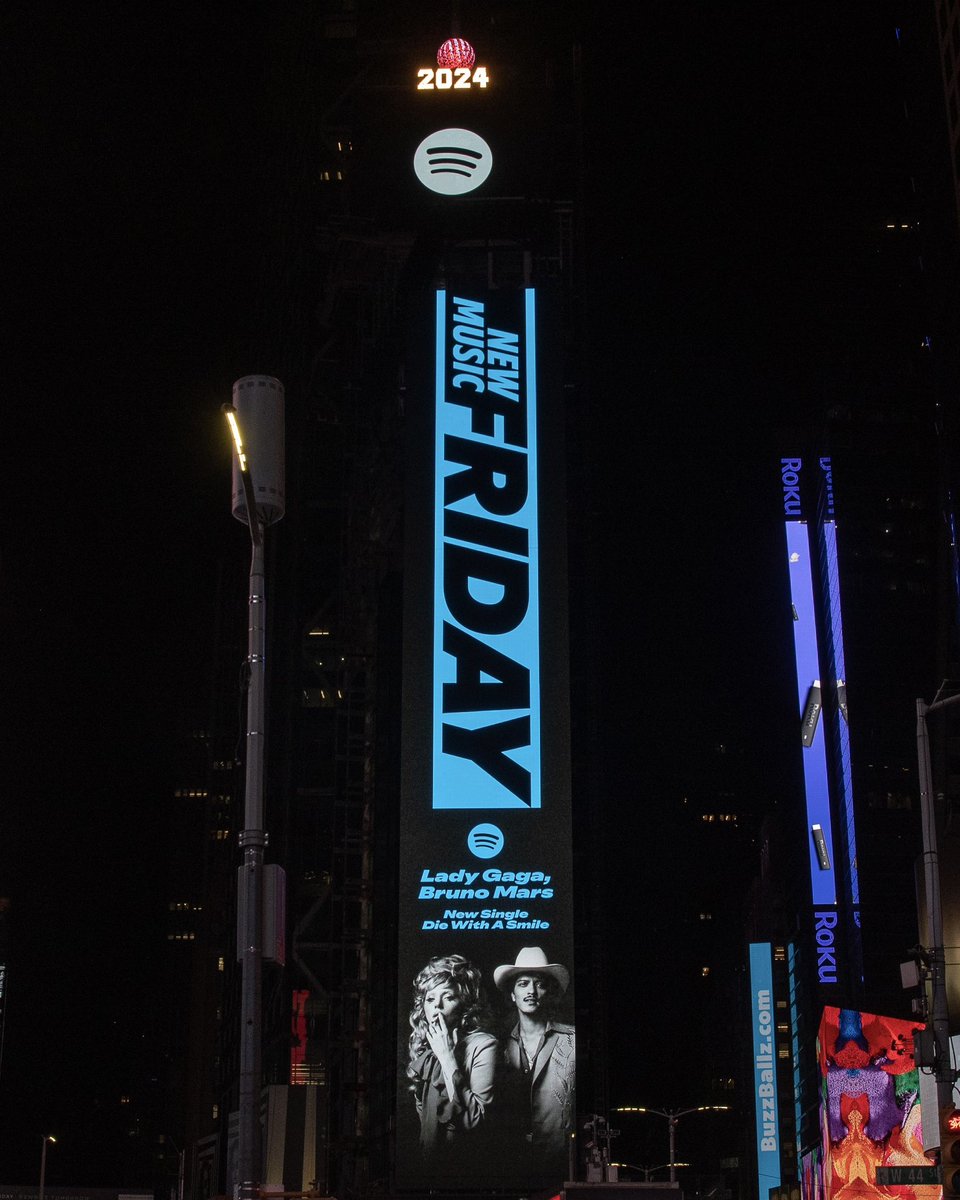 2024
NEW
MUSIC
FRIDAY
Lady Gaga,
Bruno Mars
New Single
Die With A Smile
Roku
Roku
BuzzBallz.com
W 44